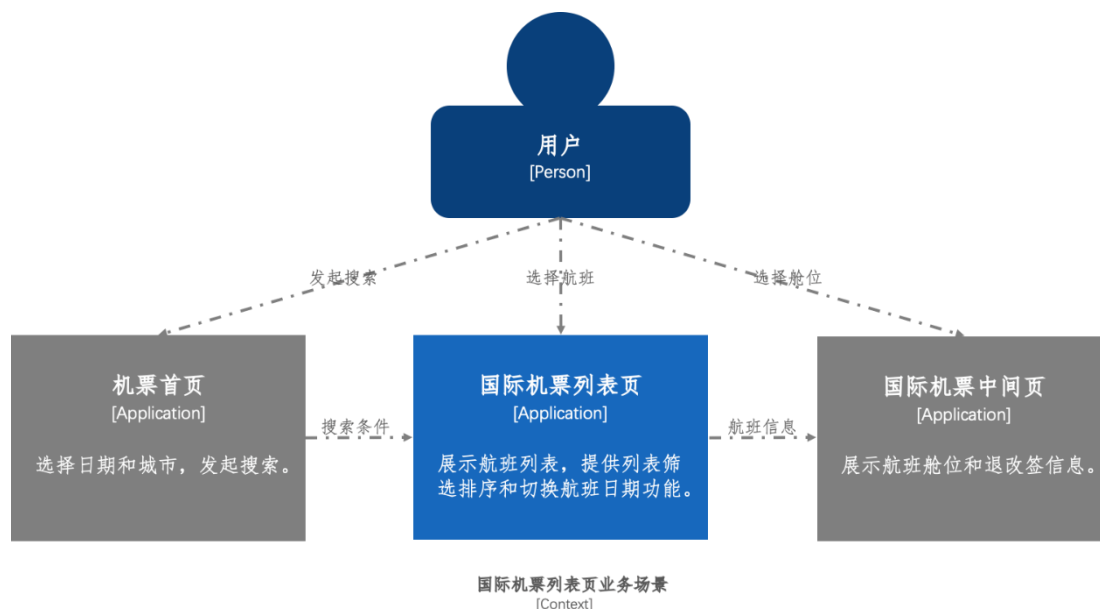 用户
[Person]
发起搜索
选择航班
选择舱位
机票首页
[Application]
选择日期和城市，发起搜索。
搜索条件
国际机票列表页
[Application]
展示航班列表，提供列表筛
选排序和切换航班日期功能。
航班信息
国际机票中间页
[Application]
展示航班舱位和退改签信息。
国际机票列表页业务场景
[Context]